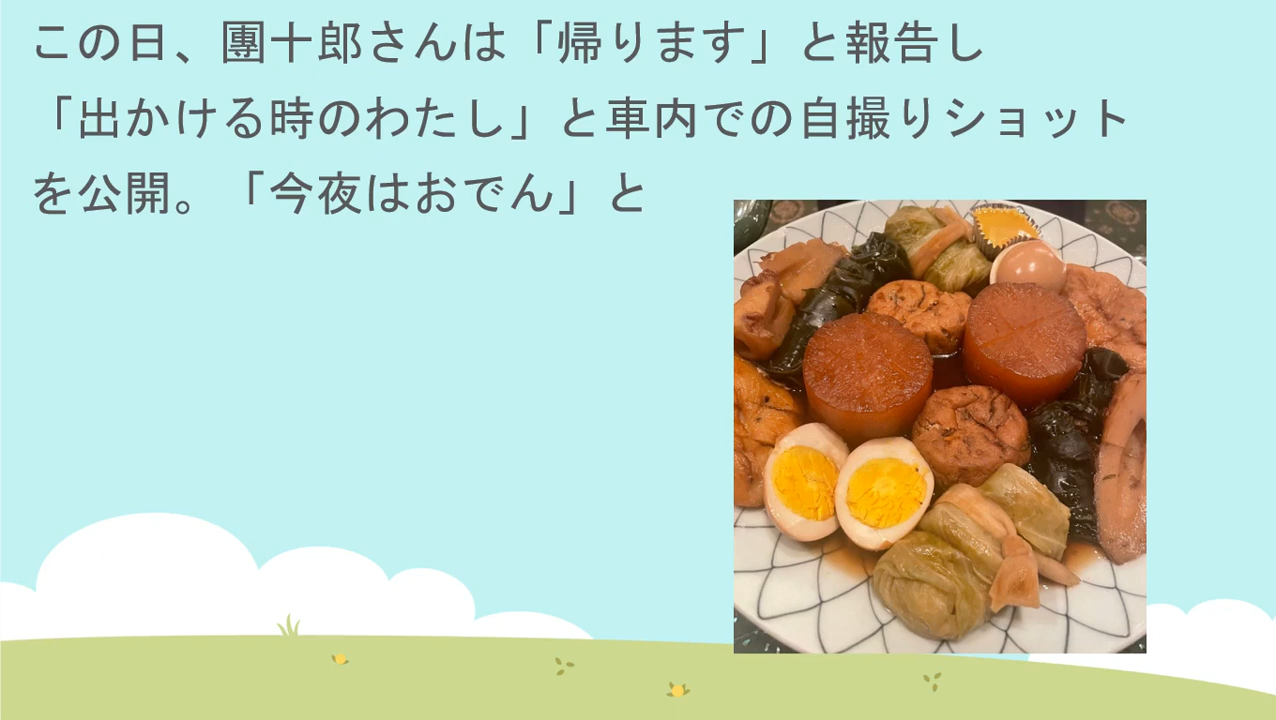 この日、團十郎さんは「帰ります」と報告し
「出かける時のわたし」と車内での自撮りショット
を公開。「今夜はおでん」と